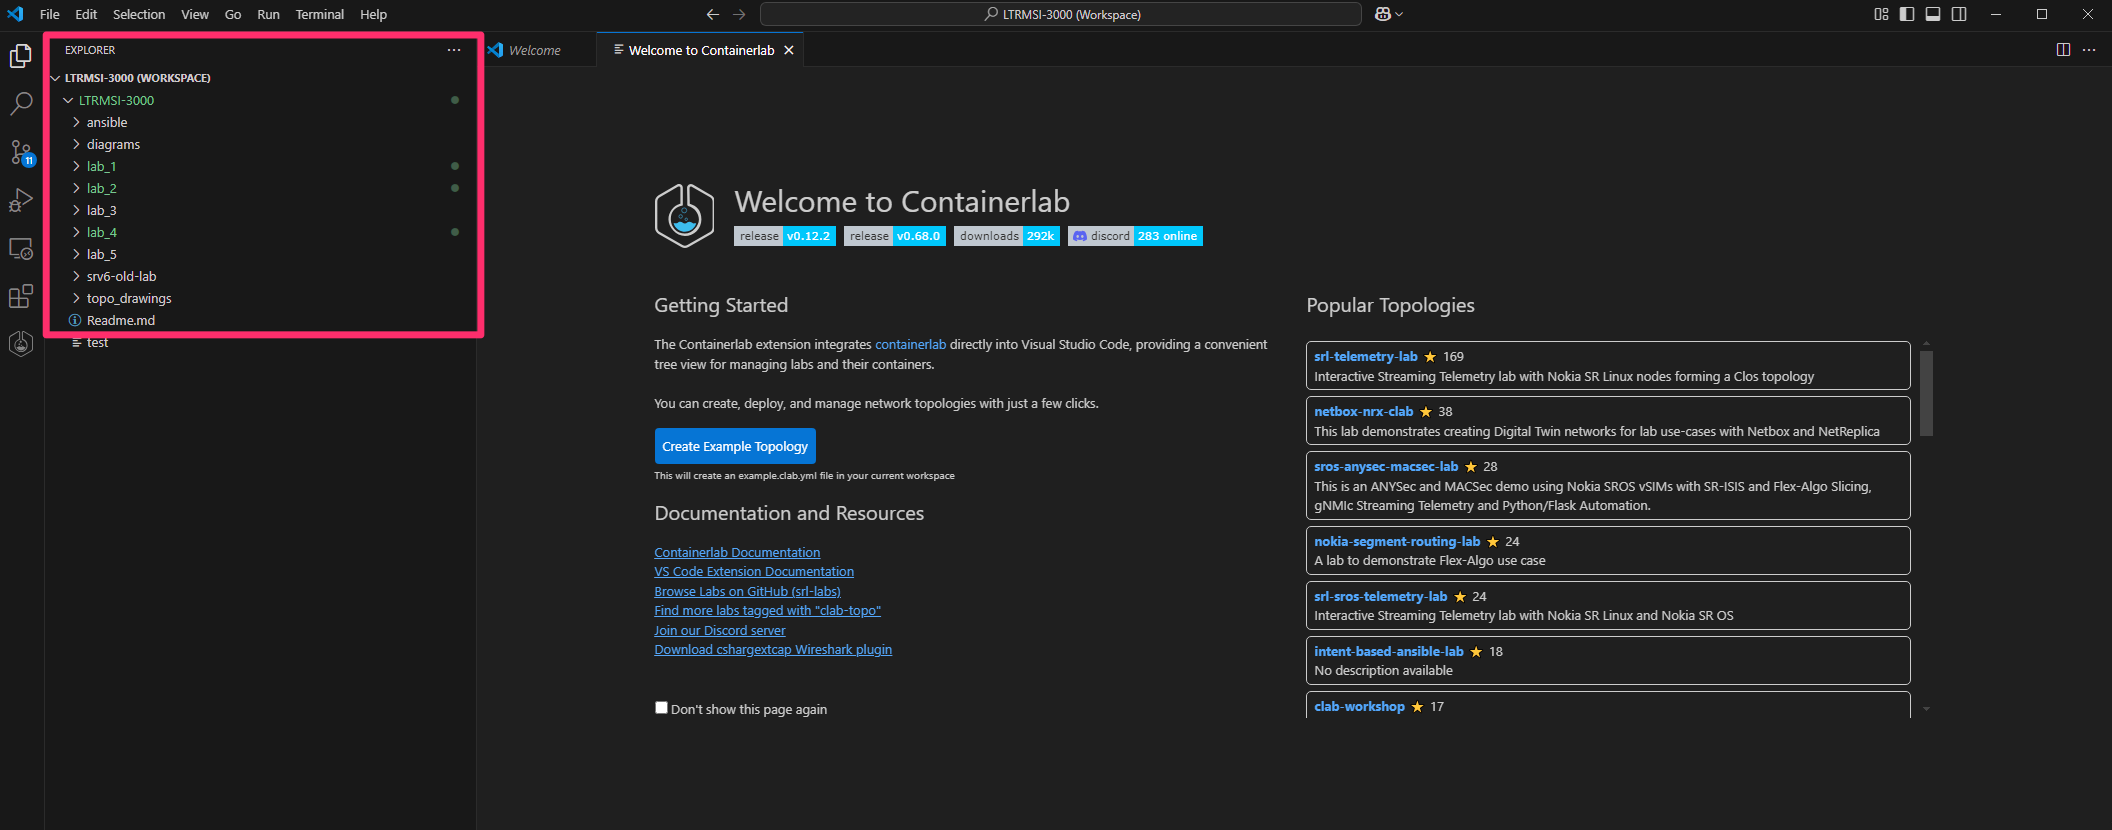 File Edit Selection View Go Run Terminal Help
LTRMSI-3000 (Workspace)
EXPLORER
LTRMSI-3000 (WORKSPACE)
LTRMSI-3000
ansible
diagrams
lab_1
lab_2
lab_3
lab_4
lab_5
srv6-old-lab
topo_drawings
Readme.md
test
11
Welcome
Welcome to Containerlab
Welcome to Containerlab
release v0.12.2
release v0.68.0
downloads 292k
discord 283 online
Getting Started
The Containerlab extension integrates containerlab directly into Visual Studio Code, providing a convenient
tree view for managing labs and their containers.
You can create, deploy, and manage network topologies with just a few clicks.
Create Example Topology
This will create an example.clab.yml file in your current workspace
Documentation and Resources
Containerlab Documentation
VS Code Extension Documentation
Browse Labs on GitHub (srl-labs)
Find more labs tagged with "clab-topo"
Join our Discord server
Download cshargextcap Wireshark plugin
Don't show this page again
Popular Topologies
srl-telemetry-lab ★ 169
Interactive Streaming Telemetry lab with Nokia SR Linux nodes forming a Clos topology
netbox-nrx-clab ★ 38
This lab demonstrates creating Digital Twin networks for lab use-cases with Netbox and NetReplica
sros-anysec-macsec-lab ★ 28
This is an ANYSec and MACSec demo using Nokia SROS vSIMs with SR-ISIS and Flex-Algo Slicing,
gNMIc Streaming Telemetry and Python/Flask Automation.
nokia-segment-routing-lab ★ 24
A lab to demonstrate Flex-Algo use case
srl-sros-telemetry-lab ★ 24
Interactive Streaming Telemetry lab with Nokia SR Linux and Nokia SR OS
intent-based-ansible-lab ★ 18
No description available
clab-workshop ★ 17